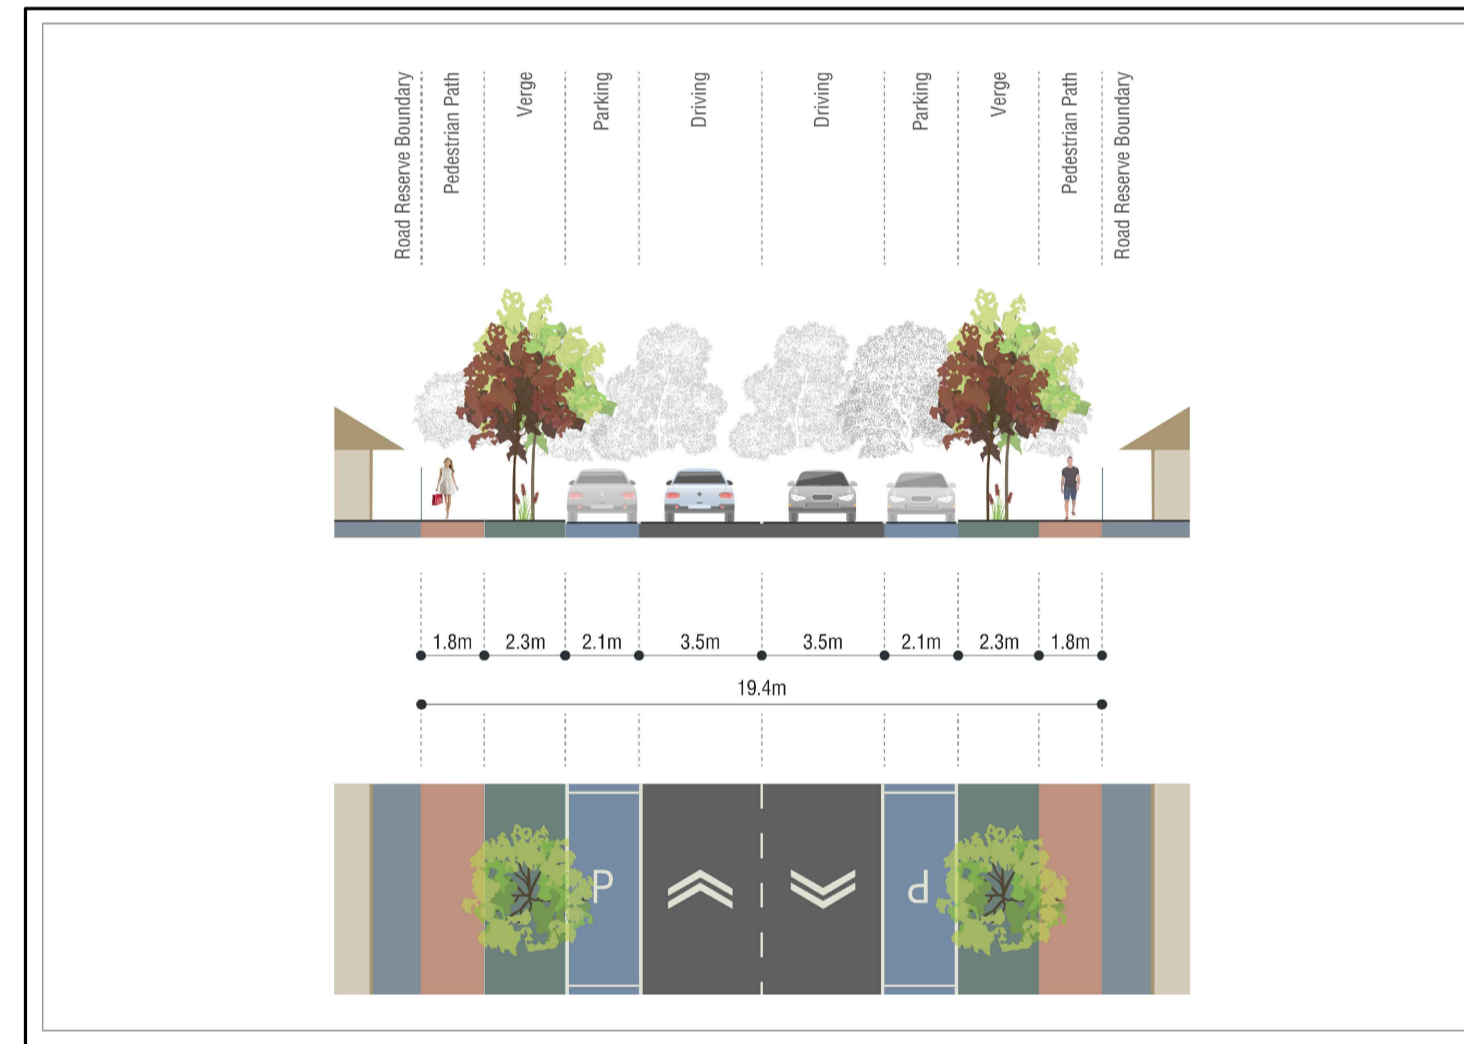 Road Reserve Boundary
Pedestrian Path
Verge
Parking
Driving
Driving
Parking
Verge
Pedestrian Path
Road Reserve Boundary
1.8m 2.3m 2.1m 3.5m 3.5m 2.1m 2.3m 1.8m
19.4m
P
P